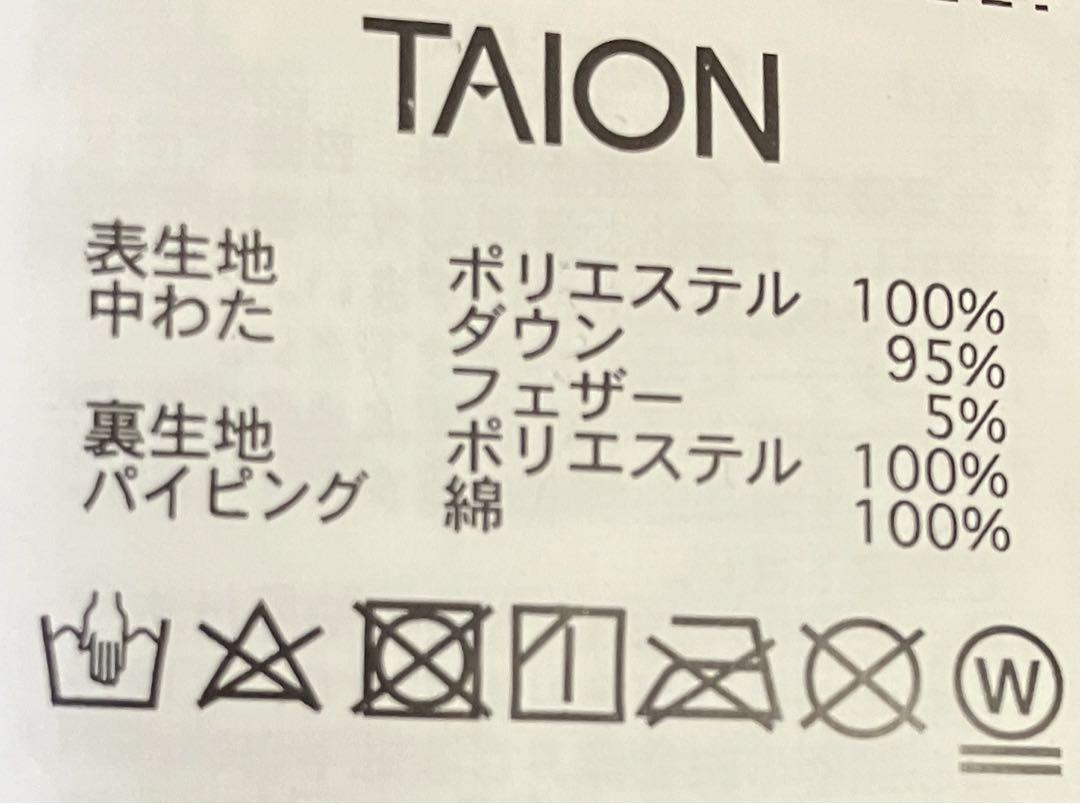 TAION
表生地 ポリエステル 100%
中わた ダウン 95%
フェザー 5%
裏生地 ポリエステル 100%
パイピング 綿 100%
W